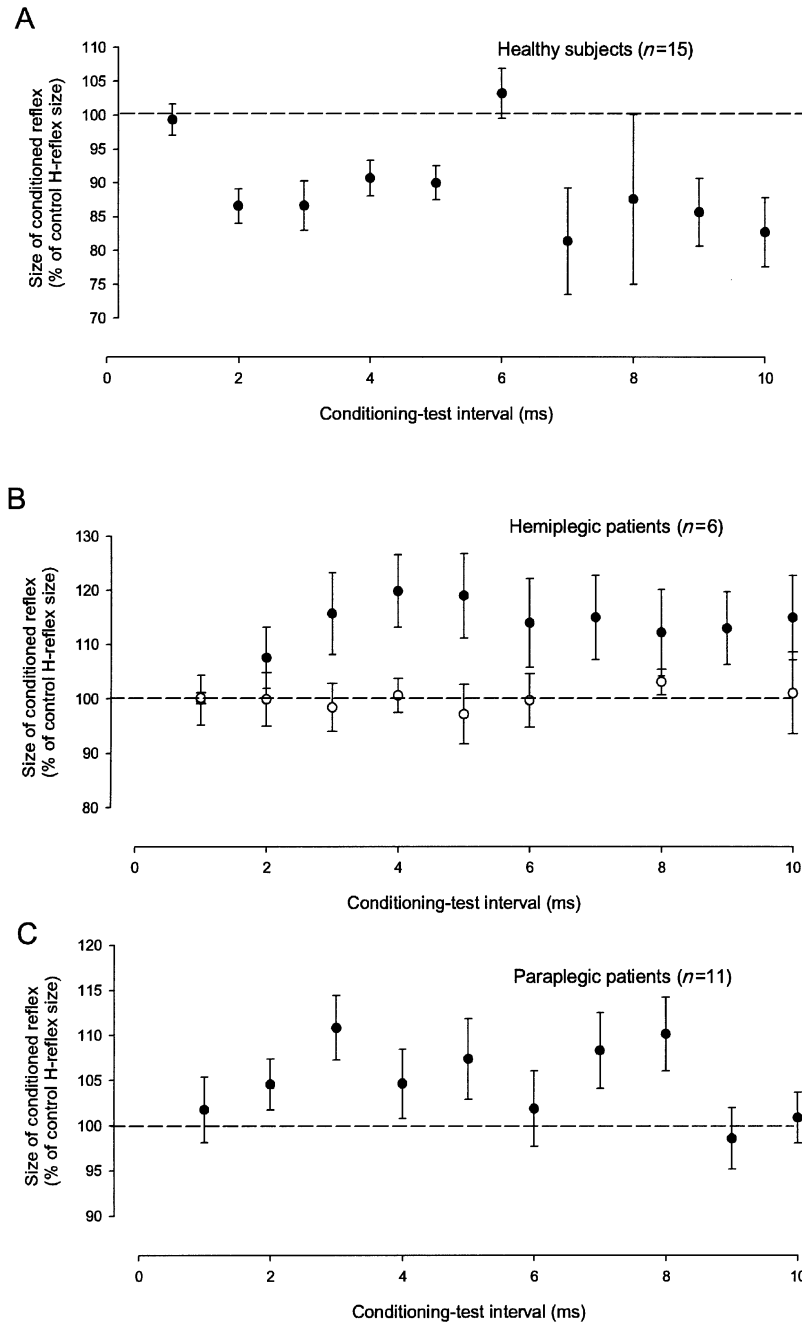 A
Healthy subjects (n=15)
Size of conditioned reflex
(% of control H-reflex size)
110
105
100
95
90
85
80
75
70
0 2 4 6 8 10
Conditioning-test interval (ms)
B
Hemiplegic patients (n=6)
Size of conditioned reflex
(% of control H-reflex size)
130
120
110
100
90
80
0 2 4 6 8 10
Conditioning-test interval (ms)
C
Paraplegic patients (n=11)
Size of conditioned reflex
(% of control H-reflex size)
120
115
110
105
100
95
90
0 2 4 6 8 10
Conditioning-test interval (ms)